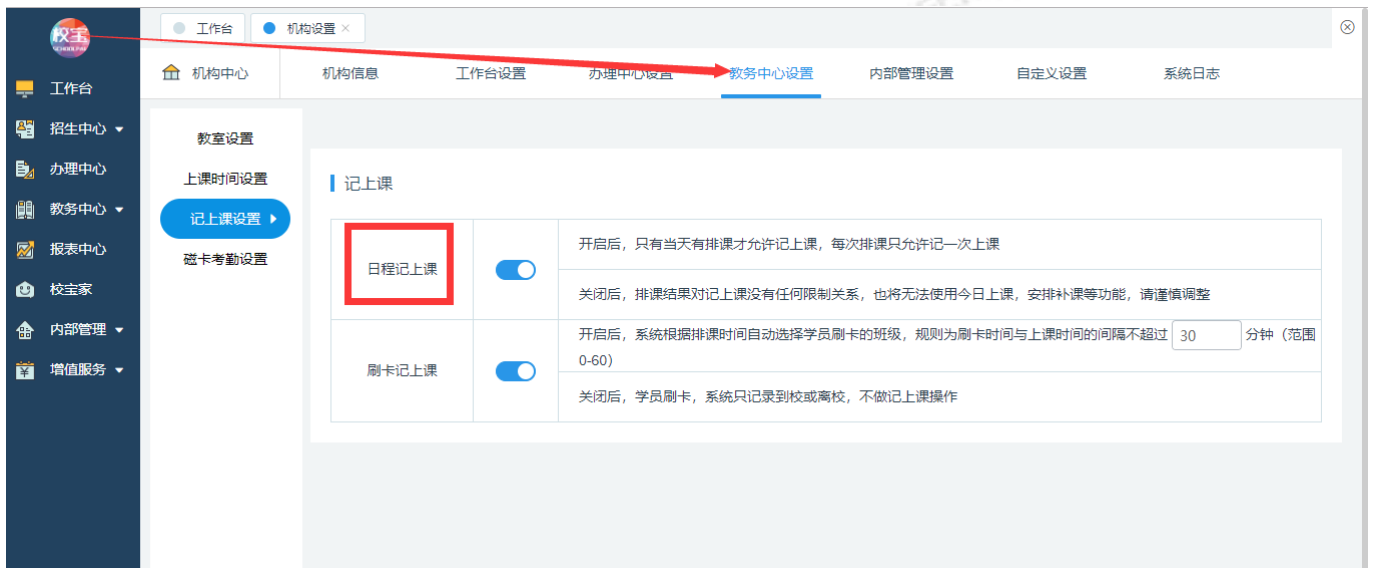 校宝
工作台
机构设置
机构中心
机构信息
工作台设置
办理中心设置
教务中心设置
内部管理设置
自定义设置
系统日志
工作台
招生中心
办理中心
教务中心
报表中心
校宝家
内部管理
增值服务
教室设置
上课时间设置
记上课设置
磁卡考勤设置
记上课
日程记上课
开启后，只有当天有排课才允许记上课，每次排课只允许记一次上课
关闭后，排课结果对记上课没有任何限制关系，也将无法使用今日上课，安排补课等功能，请谨慎调整
刷卡记上课
开启后，系统根据排课时间自动选择学员刷卡的班级，规则为刷卡时间与上课时间的间隔不超过 30 分钟（范围
0-60）
关闭后，学员刷卡，系统只记录到校或离校，不做记上课操作